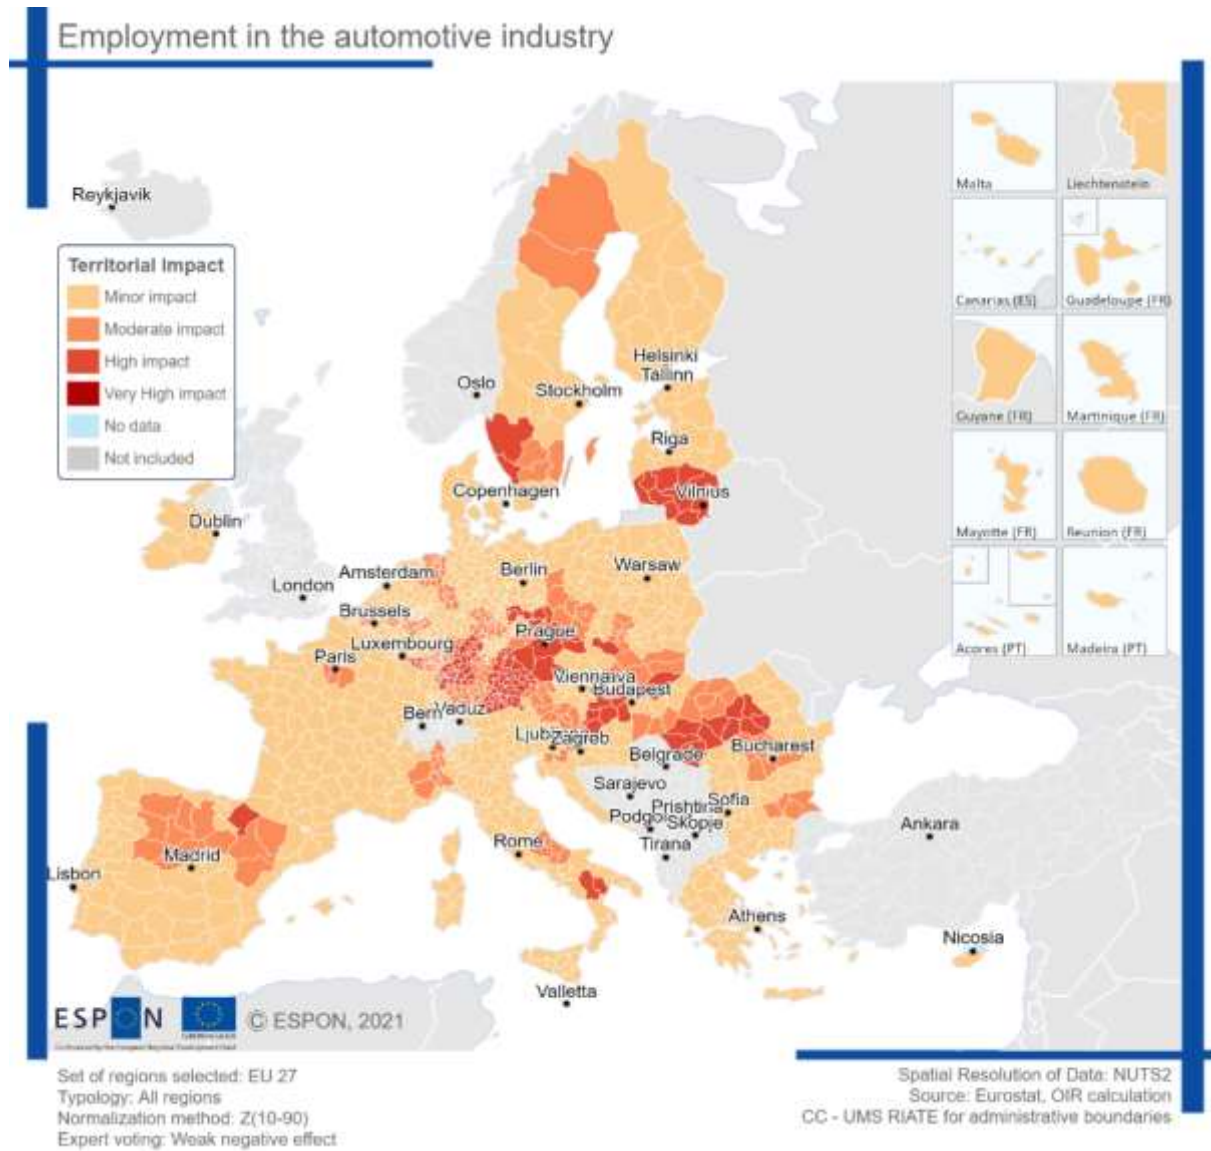 Employment in the automotive industry
Reykjavik
Territorial Impact
Minor impact
Moderate impact
High impact
Very High impact
No data
Not included
Malta
Liechtenstein
Canarias (ES)
Guadeloupe (FR)
Guyane (FR)
Martinique (FR)
Mayotte (FR)
Reunion (FR)
Acores (PT)
Madeira (PT)
Helsinki
Tallinn
Oslo
Stockholm
Riga
Copenhagen
Vilnius
Dublin
London
Amsterdam
Berlin
Warsaw
Brussels
Prague
Luxembourg
Paris
Budapest
Bern
Vaduz
Zagreb
Belgrade
Bucharest
Sarajevo
Sofia
Skopje
Tirana
Rome
Madrid
Lisbon
Ankara
Athens
Nicosia
Valletta
ESPON
© ESPON, 2021
Set of regions selected: EU 27
Typology: All regions
Normalization method: Z(10-90)
Expert voting: Weak negative effect
Spatial Resolution of Data: NUTS2
Source: Eurostat, OIR calculation
CC - UMS RIATE for administrative boundaries